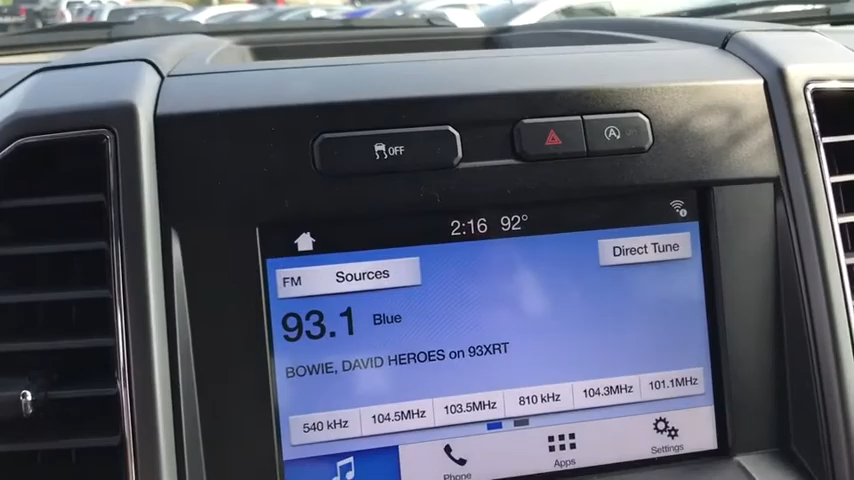 OFF
2:16 92°
FM Sources
Direct Tune
93.1 Blue
BOWIE, DAVID HEROES on 93XRT
540 kHz 104.5MHz 103.5MHz 810 kHz 104.3MHz 101.1MHz
Phone Apps Settings